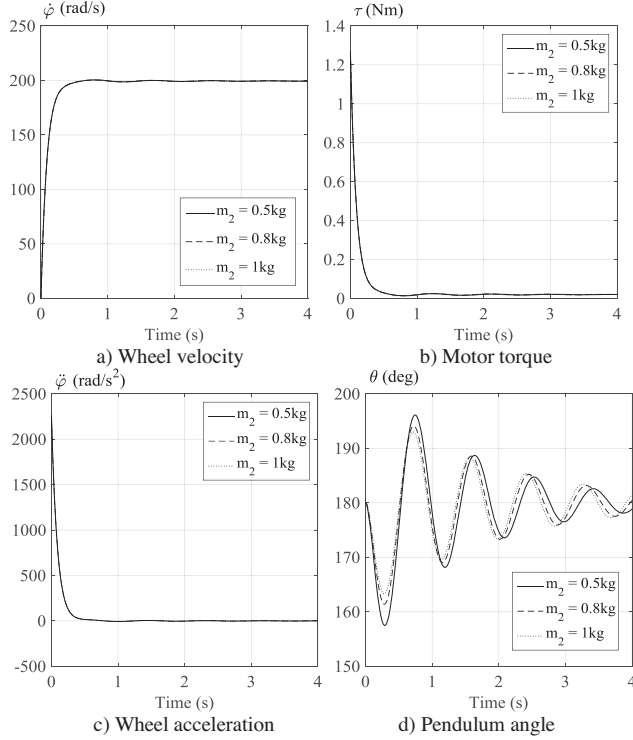 φ̇ (rad/s)
250
200
150
100
50
0
m2 = 0.5kg
m2 = 0.8kg
m2 = 1kg
0 1 2 3 4
Time (s)
a) Wheel velocity
τ (Nm)
1.4
1.2
1
0.8
0.6
0.4
0.2
0
m2 = 0.5kg
m2 = 0.8kg
m2 = 1kg
0 1 2 3 4
Time (s)
b) Motor torque
φ̈ (rad/s²)
2500
2000
1500
1000
500
0
-500
m2 = 0.5kg
m2 = 0.8kg
m2 = 1kg
0 1 2 3 4
Time (s)
c) Wheel acceleration
θ (deg)
200
190
180
170
160
150
m2 = 0.5kg
m2 = 0.8kg
m2 = 1kg
0 1 2 3 4
Time (s)
d) Pendulum angle